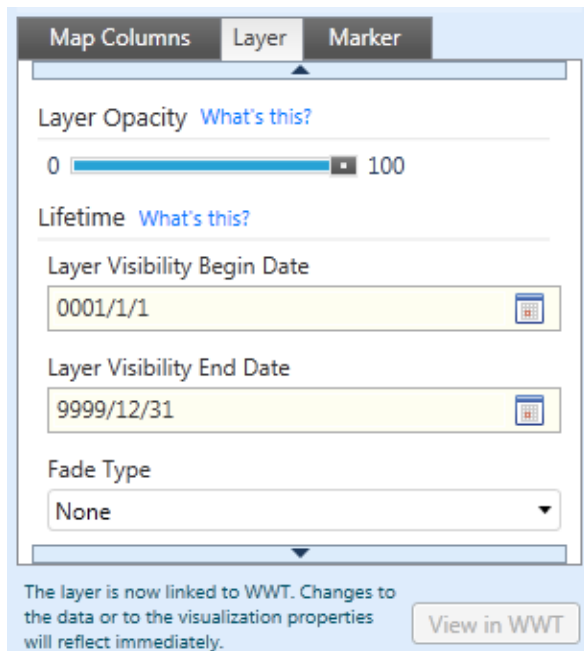 Map Columns Layer Marker
Layer Opacity What's this?
0 100
Lifetime What's this?
Layer Visibility Begin Date
0001/1/1
Layer Visibility End Date
9999/12/31
Fade Type
None
The layer is now linked to WWT. Changes to
the data or to the visualization properties
will reflect immediately.
View in WWT